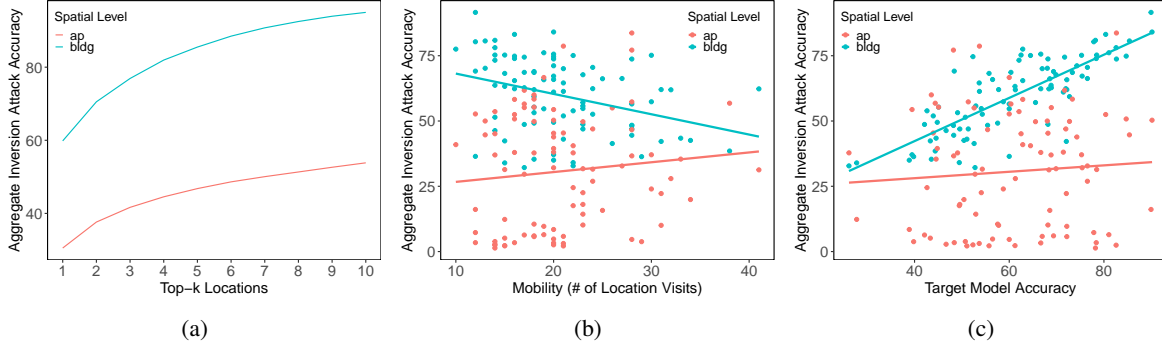 Spatial Level
ap
bldg
80
60
40
1 2 3 4 5 6 7 8 9 10
Top−k Locations
Aggregate Inversion Attack Accuracy
(a)
Spatial Level
ap
bldg
75
50
25
0
10 20 30 40
Mobility (# of Location Visits)
Aggregate Inversion Attack Accuracy
(b)
Spatial Level
ap
bldg
75
50
25
0
40 60 80
Target Model Accuracy
Aggregate Inversion Attack Accuracy
(c)